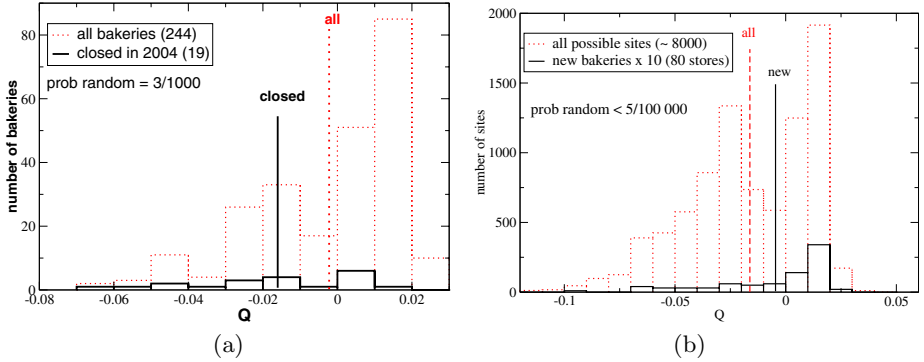 all
all bakeries (244)
closed in 2004 (19)
prob random = 3/1000
closed
number of bakeries
80
60
40
20
0
-0.08
-0.06
-0.04
-0.02
0
0.02
Q
(a)
2000
1500
1000
500
0
all possible sites (~ 8000)
new bakeries x 10 (80 stores)
all
new
prob random < 5/100 000
number of sites
-0.1
-0.05
0
0.05
Q
(b)